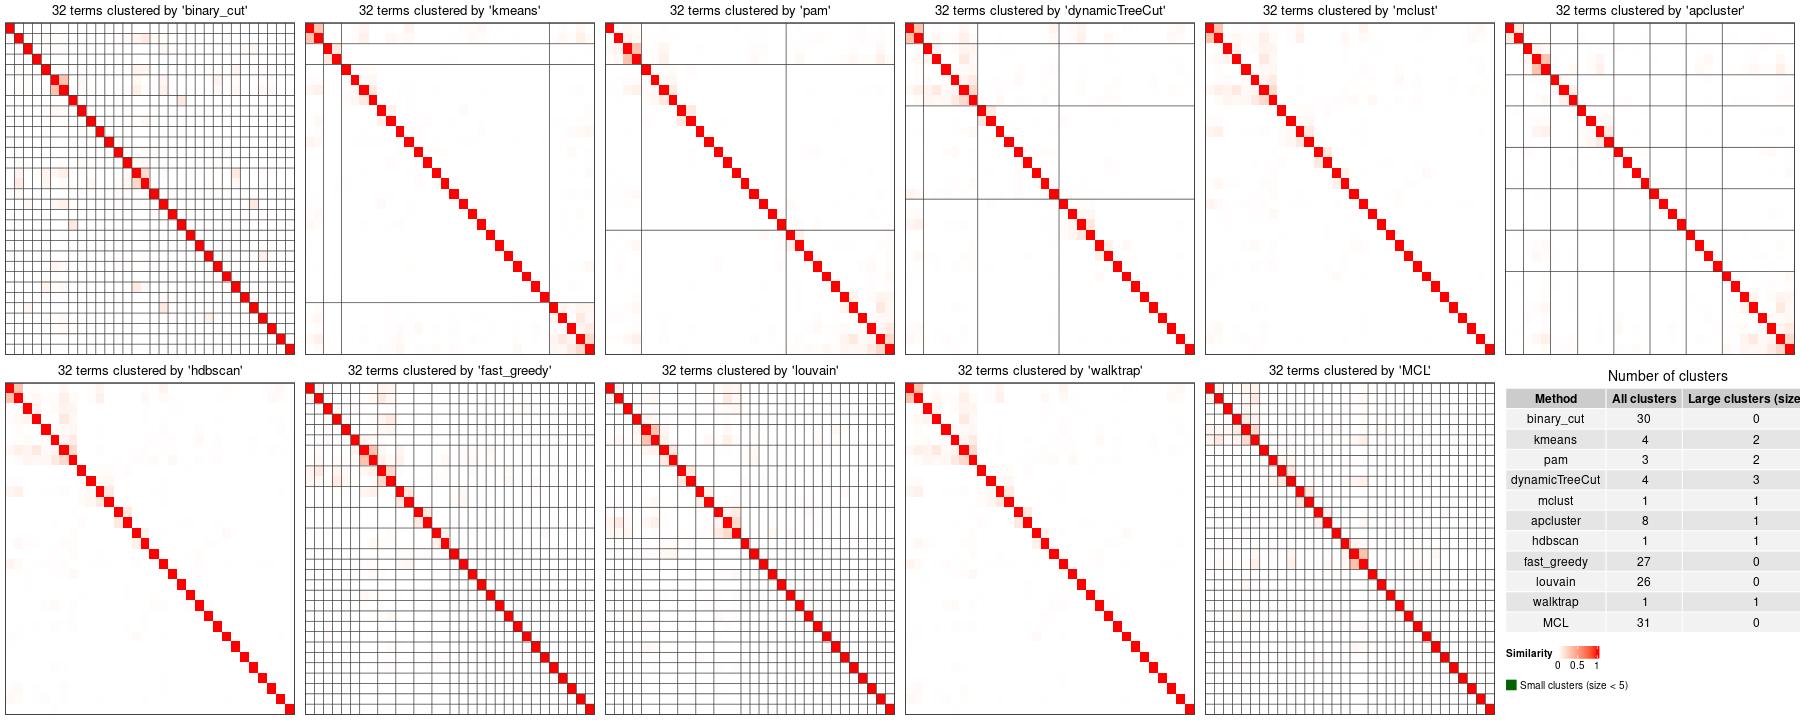 32 terms clustered by 'binary_cut'
32 terms clustered by 'kmeans'
32 terms clustered by 'pam'
32 terms clustered by 'dynamicTreeCut'
32 terms clustered by 'mclust'
32 terms clustered by 'apcluster'
32 terms clustered by 'hdbscan'
32 terms clustered by 'fast_greedy'
32 terms clustered by 'louvain'
32 terms clustered by 'walktrap'
32 terms clustered by 'MCL'
Number of clusters
Method All clusters Large clusters (size
binary_cut 30 0
kmeans 4 2
pam 3 2
dynamicTreeCut 4 3
mclust 1 1
apcluster 8 1
hdbscan 1 1
fast_greedy 27 0
louvain 26 0
walktrap 1 1
MCL 31 0
Similarity
0 0.5 1
Small clusters (size < 5)